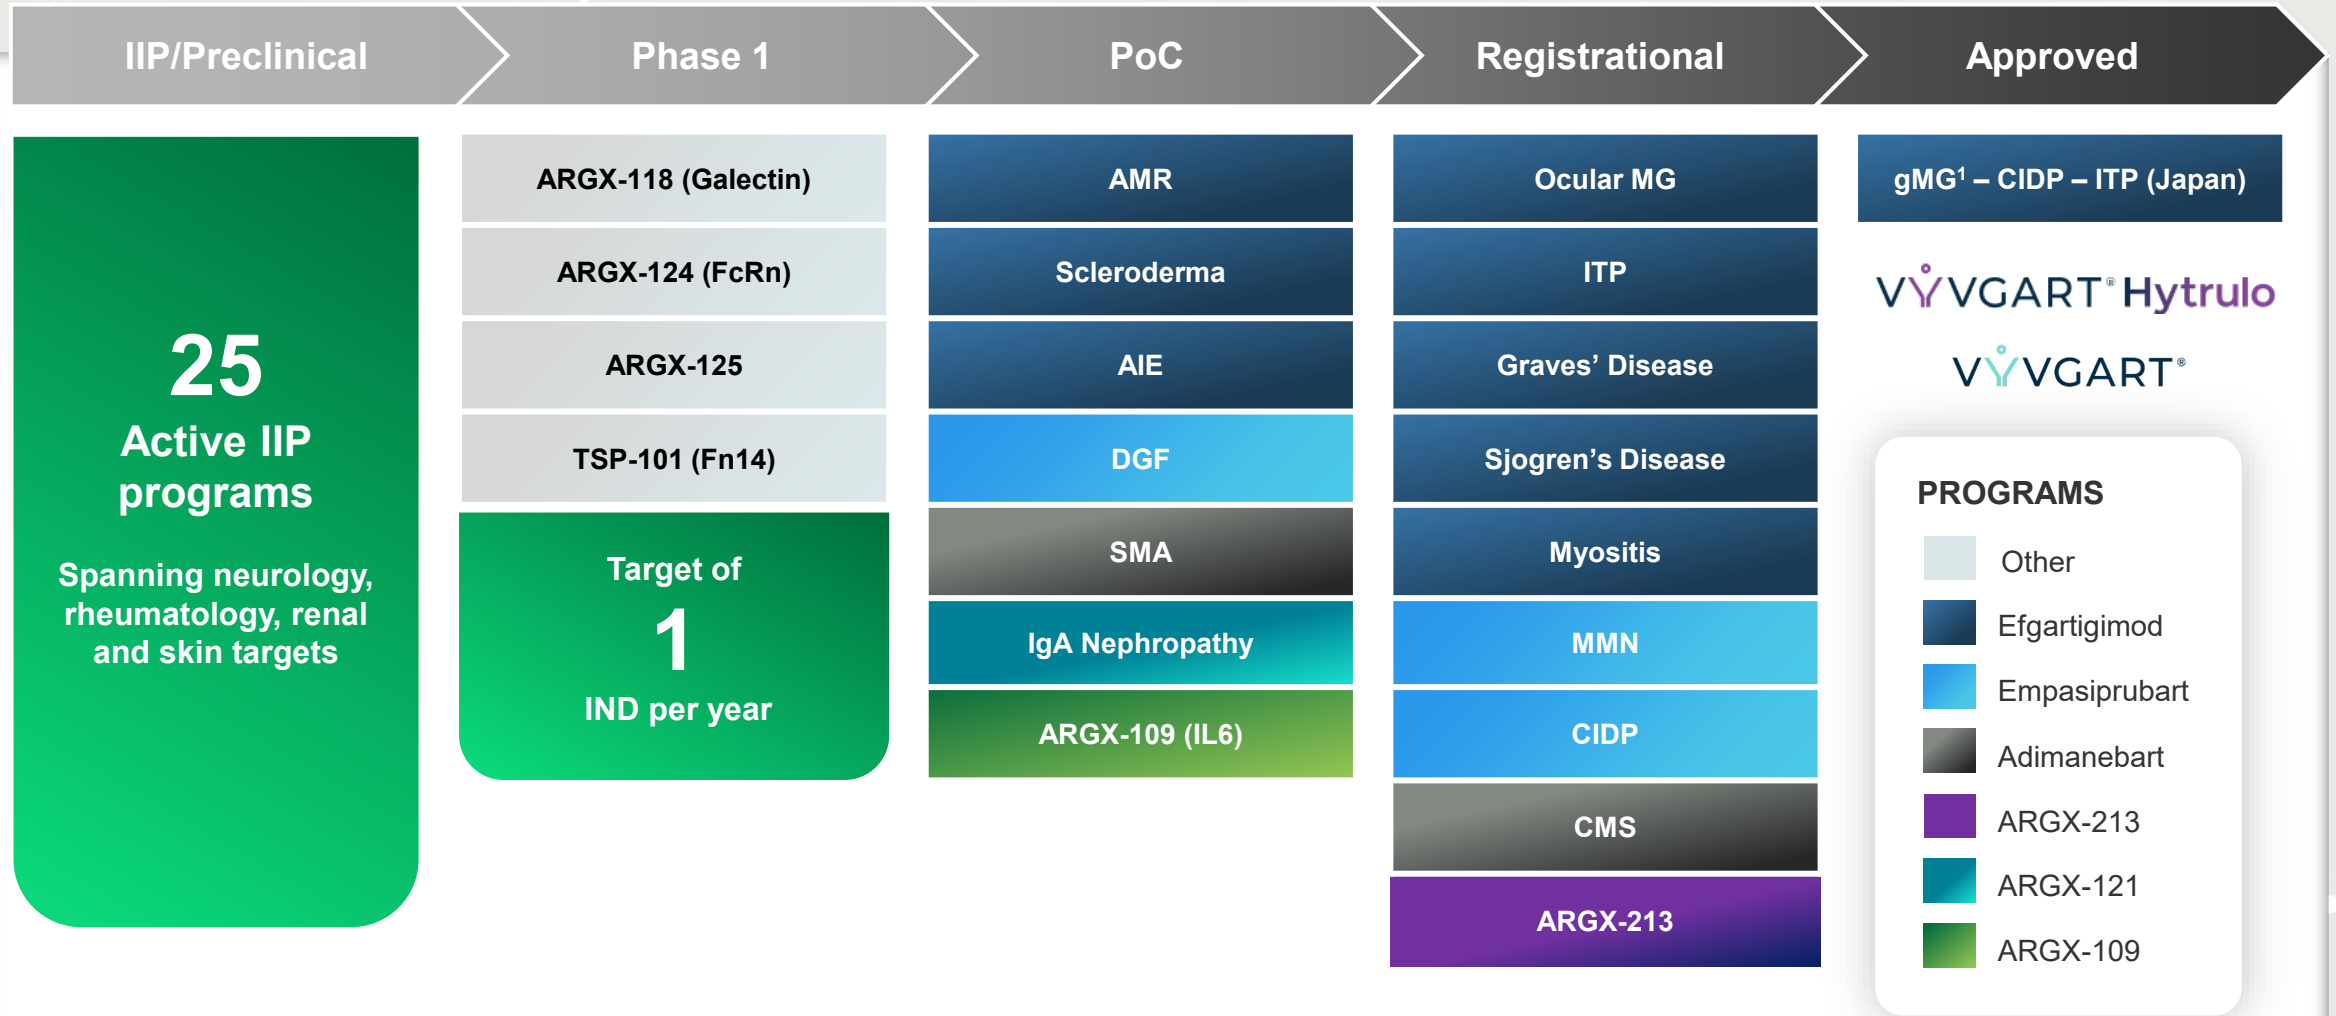 IIP/Preclinical
Phase 1
PoC
Registrational
Approved
25
Active IIP
programs
Spanning neurology,
rheumatology, renal
and skin targets
ARGX-118 (Galectin)
ARGX-124 (FcRn)
ARGX-125
TSP-101 (Fn14)
Target of
1
IND per year
AMR
Scleroderma
AIE
DGF
SMA
IgA Nephropathy
ARGX-109 (IL6)
Ocular MG
ITP
Graves’ Disease
Sjogren’s Disease
Myositis
MMN
CIDP
CMS
ARGX-213
gMG¹ – CIDP – ITP (Japan)
VYVGART® Hytrulo
VYVGART®
PROGRAMS
Other
Efgartigimod
Empasiprubart
Adimanebart
ARGX-213
ARGX-121
ARGX-109